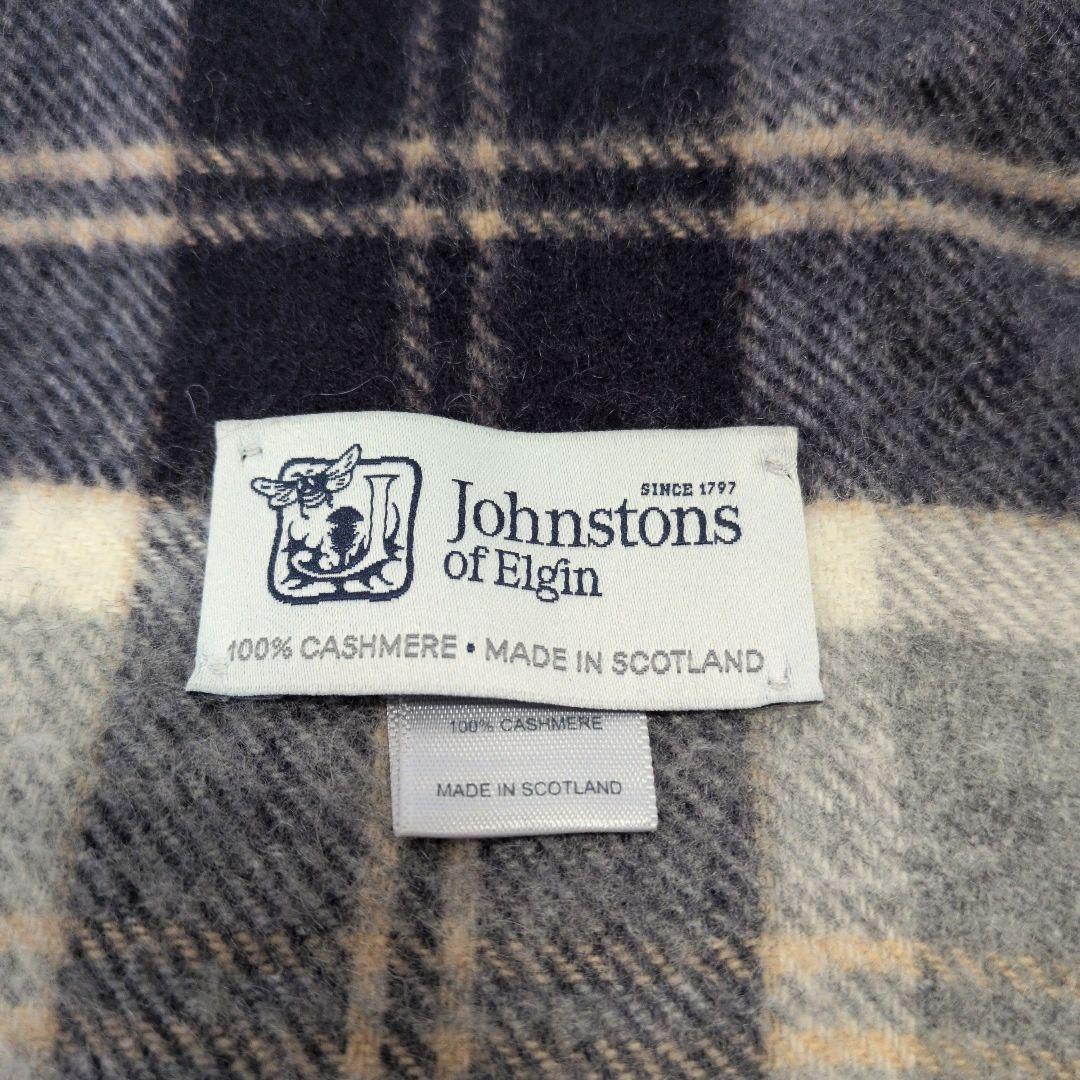 SINCE 1797
Johnstons
of Elgin
100% CASHMERE • MADE IN SCOTLAND
100% CASHMERE
MADE IN SCOTLAND